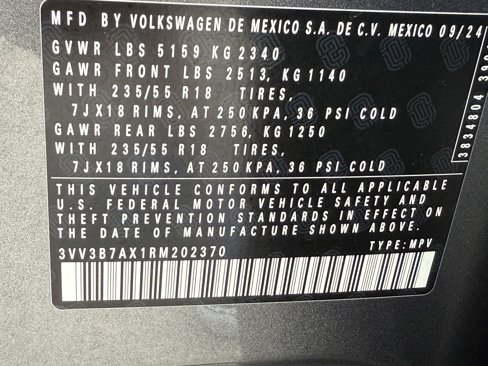 MFD BY VOLKSWAGEN DE MEXICO S.A. DE C.V. MEXICO 09/24
GVWR LBS 5159 KG 2340
GAWR FRONT LBS 2513, KG 1140
WITH 235/55 R18 TIRES,
7JX18 RIMS, AT 250 KPA, 36 PSI COLD
GAWR REAR LBS 2756, KG 1250
WITH 235/55 R18 TIRES,
7JX18 RIMS, AT 250 KPA, 36 PSI COLD
THIS VEHICLE CONFORMS TO ALL APPLICABLE
U.S. FEDERAL MOTOR VEHICLE SAFETY AND
THEFT PREVENTION STANDARDS IN EFFECT ON
THE DATE OF MANUFACTURE SHOWN ABOVE.
3VV3B7AX1RM202370 TYPE: MPV
3834804